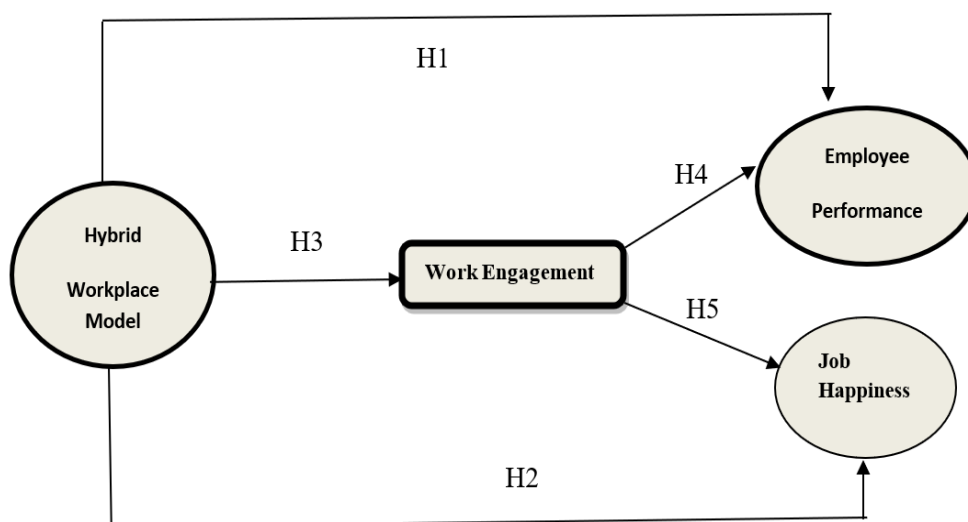 H1
Employee
Performance
H4
Hybrid
Workplace
Model
H3
Work Engagement
H5
Job
Happiness
H2